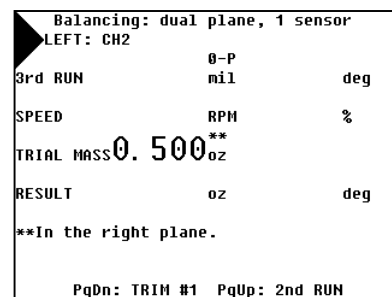 Balancing: dual plane, 1 sensor
LEFT: CH2
0-P
3rd RUN mil deg
SPEED RPM %
TRIAL MASS 0.500 ** oz
RESULT oz deg
**In the right plane.
PgDn: TRIM #1 PgUp: 2nd RUN